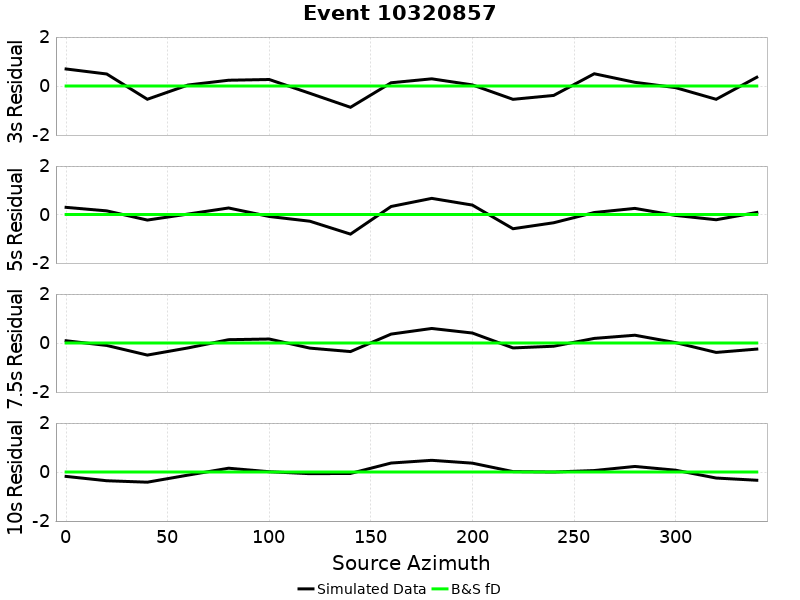 Event 10320857
3s Residual
2
0
-2
5s Residual
2
0
-2
7.5s Residual
2
0
-2
10s Residual
2
0
-2
0 50 100 150 200 250 300
Source Azimuth
Simulated Data B&S fD